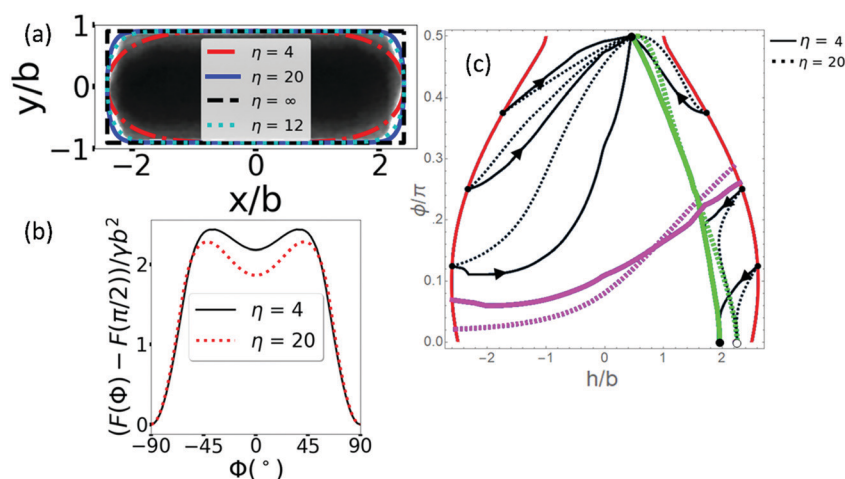 (a)
y/b
1
0
−1
η = 4
η = 20
η = ∞
η = 12
−2
0
2
x/b
(b)
(F(Φ) − F(π/2))/γb²
2
1
0
η = 4
η = 20
−90
−45
0
45
90
Φ(°)
(c)
ϕ/π
0.5
0.4
0.3
0.2
0.1
0.0
-2
-1
0
1
2
h/b
η = 4
η = 20